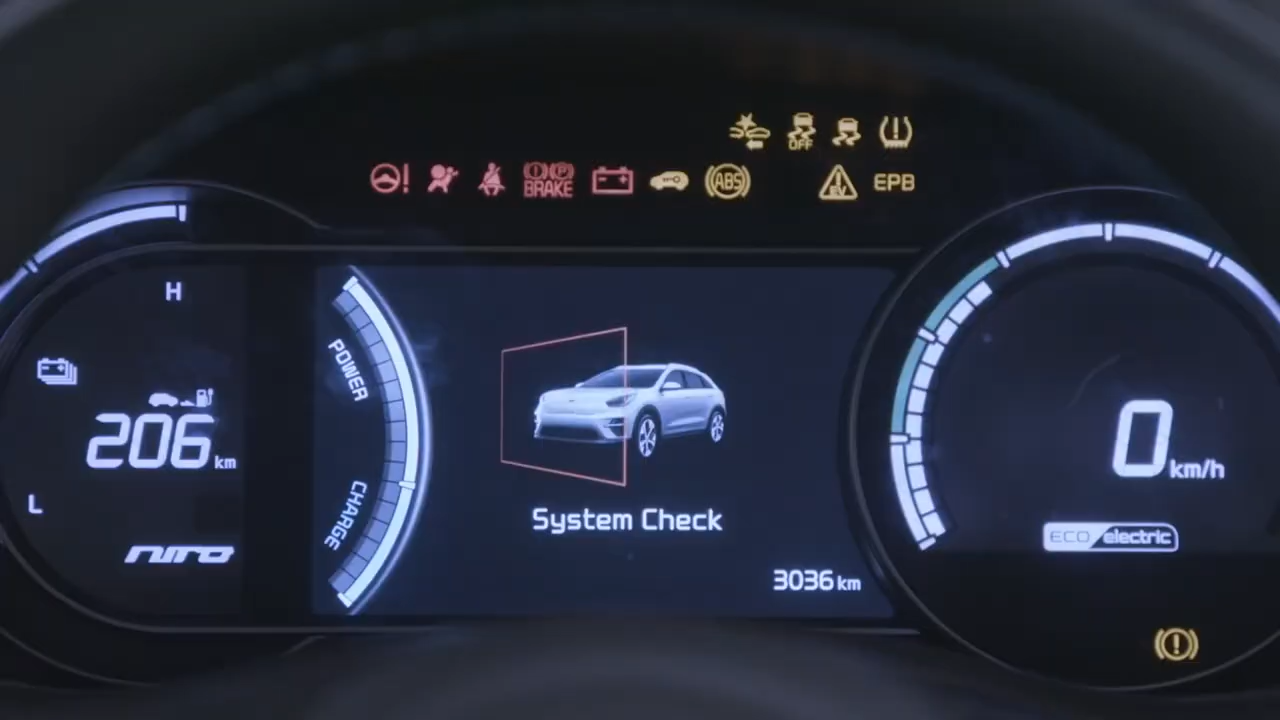 OFF
BRAKE
ABS
EV
EPB
H
POWER
206 km
0 km/h
L
CHARGE
System Check
ECO electric
niro
3036 km